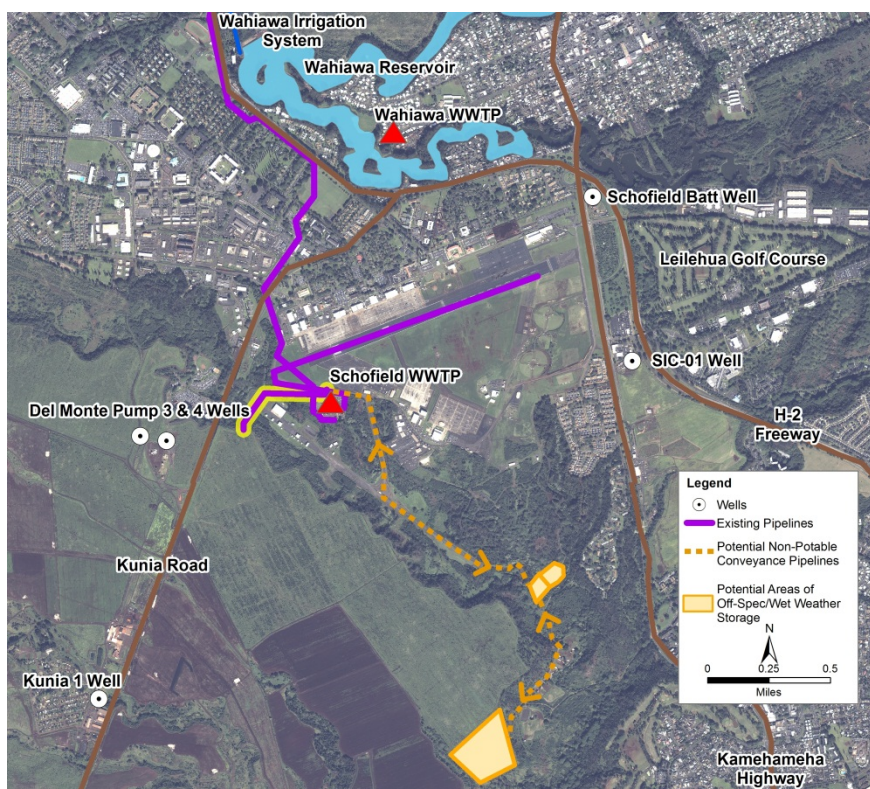 Wahiawa Irrigation
System
Wahiawa Reservoir
Wahiawa WWTP
Schofield Batt Well
Leilehua Golf Course
SIC-01 Well
Schofield WWTP
Del Monte Pump 3 & 4 Wells
H-2
Freeway
Kunia Road
Kunia 1 Well
Kamehameha
Highway
Legend
Wells
Existing Pipelines
Potential Non-Potable
Conveyance Pipelines
Potential Areas of
Off-Spec/Wet Weather
Storage
N
0 0.25 0.5
Miles